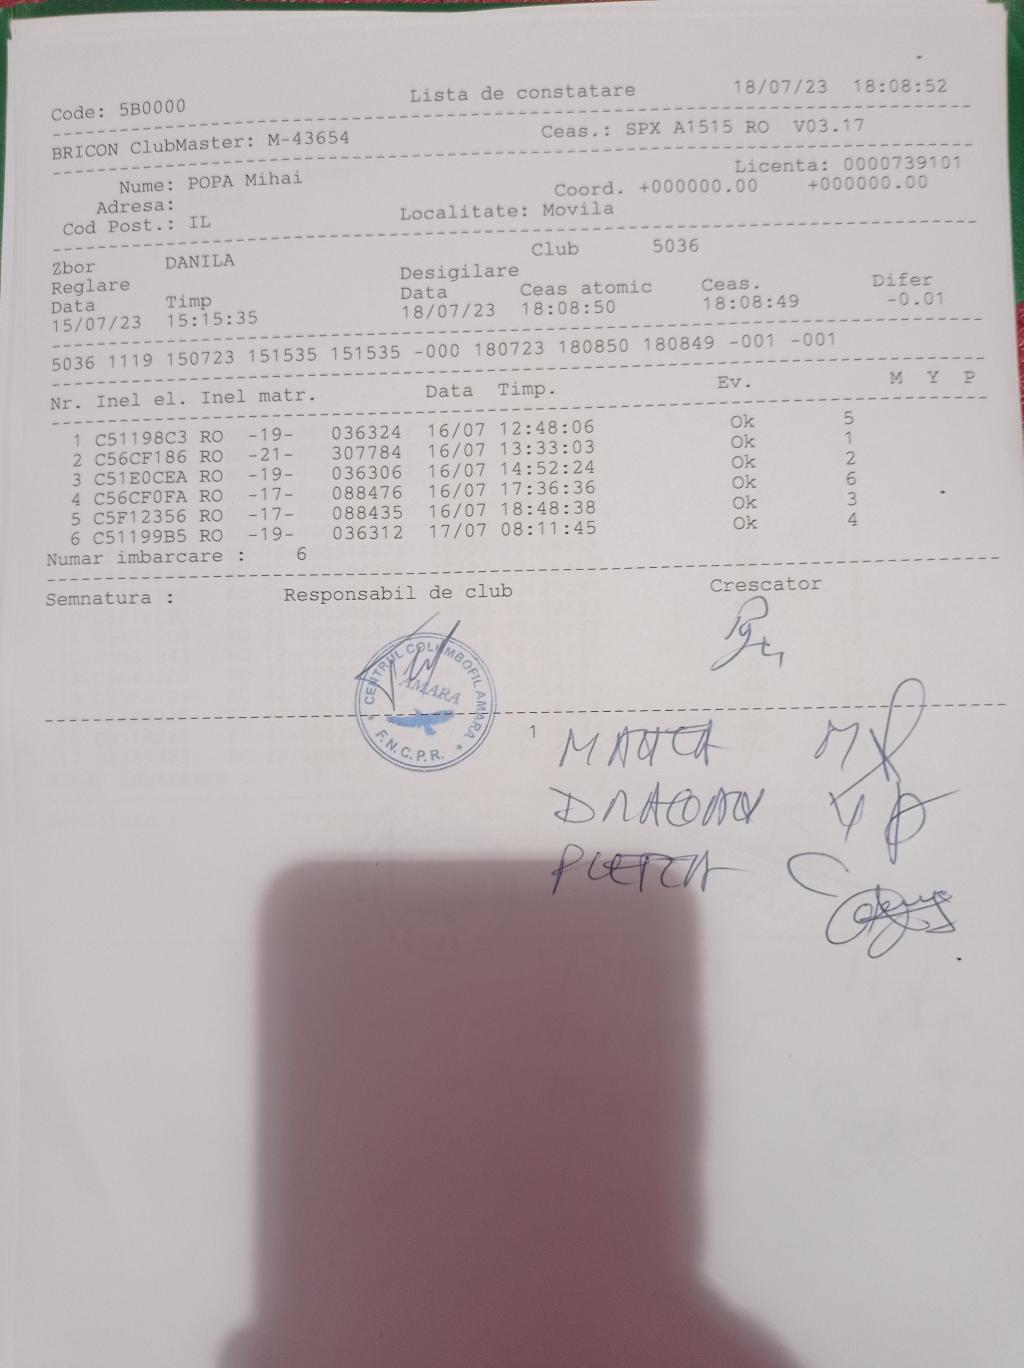 Code: 5B0000 Lista de constatare 18/07/23 18:08:52
BRICON ClubMaster: M-43654 Ceas.: SPX A1515 RO V03.17
Licenta: 0000739101
Nume: POPA Mihai Coord. +000000.00 +000000.00
Adresa:
Cod Post.: IL Localitate: Movila
Zbor DANILA Club 5036
Reglare Desigilare
Data Timp Data Ceas atomic Ceas. Difer
15/07/23 15:15:35 18/07/23 18:08:50 18:08:49 -0.01
5036 1119 150723 151535 151535 -000 180723 180850 180849 -001 -001
Nr. Inel el. Inel matr. Data Timp. Ev. M Y P
1 C51198C3 RO -19- 036324 16/07 12:48:06 Ok 5
2 C56CF186 RO -21- 307784 16/07 13:33:03 Ok 1
3 C51E0CEA RO -19- 036306 16/07 14:52:24 Ok 2
4 C56CF0FA RO -17- 088476 16/07 17:36:36 Ok 6
5 C5F12356 RO -17- 088435 16/07 18:48:38 Ok 3
6 C51199B5 RO -19- 036312 17/07 08:11:45 Ok 4
Numar imbarcare : 6
Semnatura : Responsabil de club Crescator
CENTRUL COLUMBOFIL AMARA
AMARA
F.N.C.P.R.
1